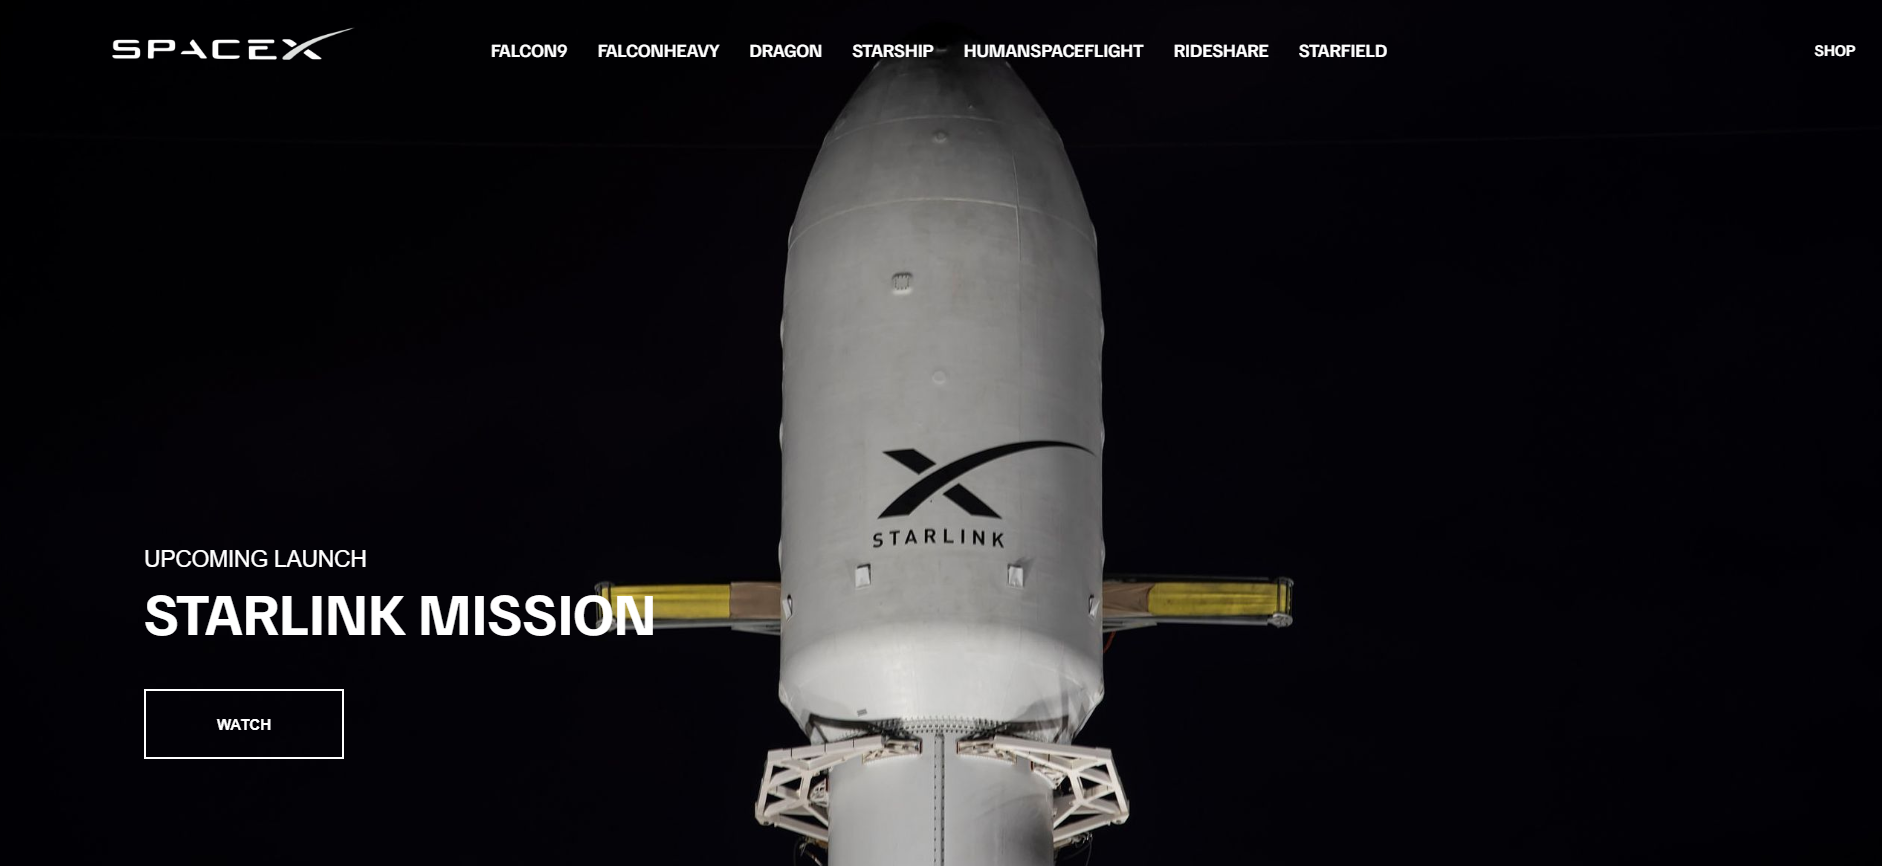 SPACEX
FALCON9 FALCONHEAVY DRAGON STARSHIP HUMANSPACEFLIGHT RIDESHARE STARFIELD SHOP
STARLINK
UPCOMING LAUNCH
STARLINK MISSION
WATCH